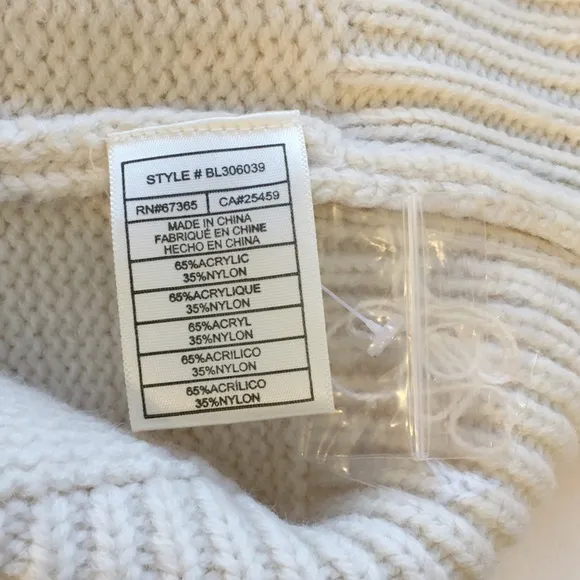 STYLE # BL306039
RN#67365 CA#25459
MADE IN CHINA
FABRIQUÉ EN CHINE
HECHO EN CHINA
65%ACRYLIC
35%NYLON
65%ACRYLIQUE
35%NYLON
65%ACRYL
35%NYLON
65%ACRILICO
35%NYLON
65%ACRÍLICO
35%NYLON